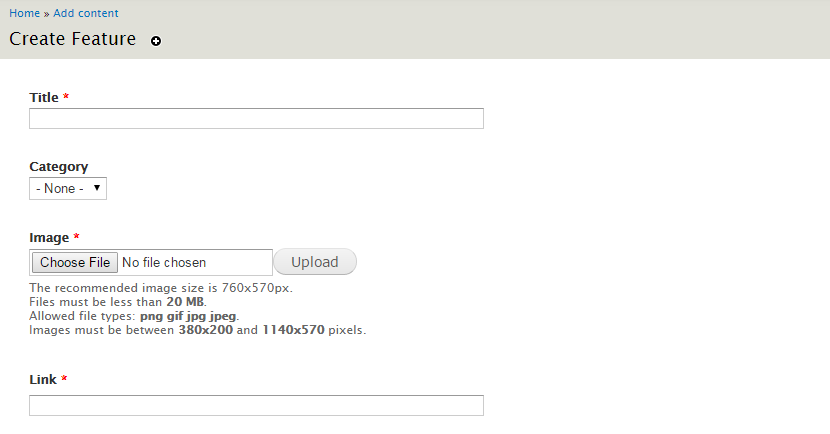 Home » Add content
Create Feature
Title *
Category
- None -
Image *
Choose File No file chosen Upload
The recommended image size is 760x570px.
Files must be less than 20 MB.
Allowed file types: png gif jpg jpeg.
Images must be between 380x200 and 1140x570 pixels.
Link *